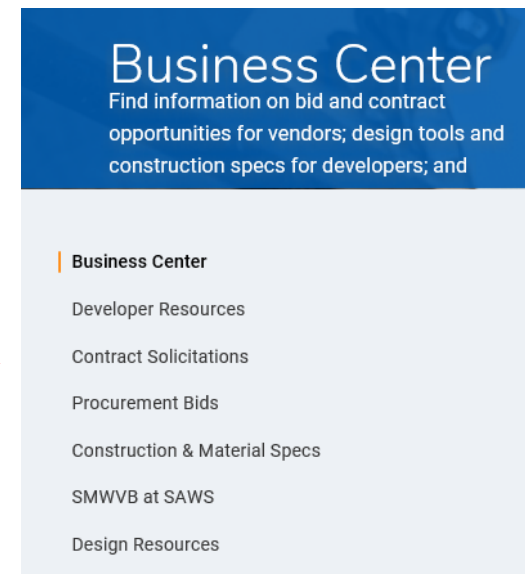 Business Center
Find information on bid and contract
opportunities for vendors; design tools and
construction specs for developers; and
Business Center
Developer Resources
Contract Solicitations
Procurement Bids
Construction & Material Specs
SMWVB at SAWS
Design Resources